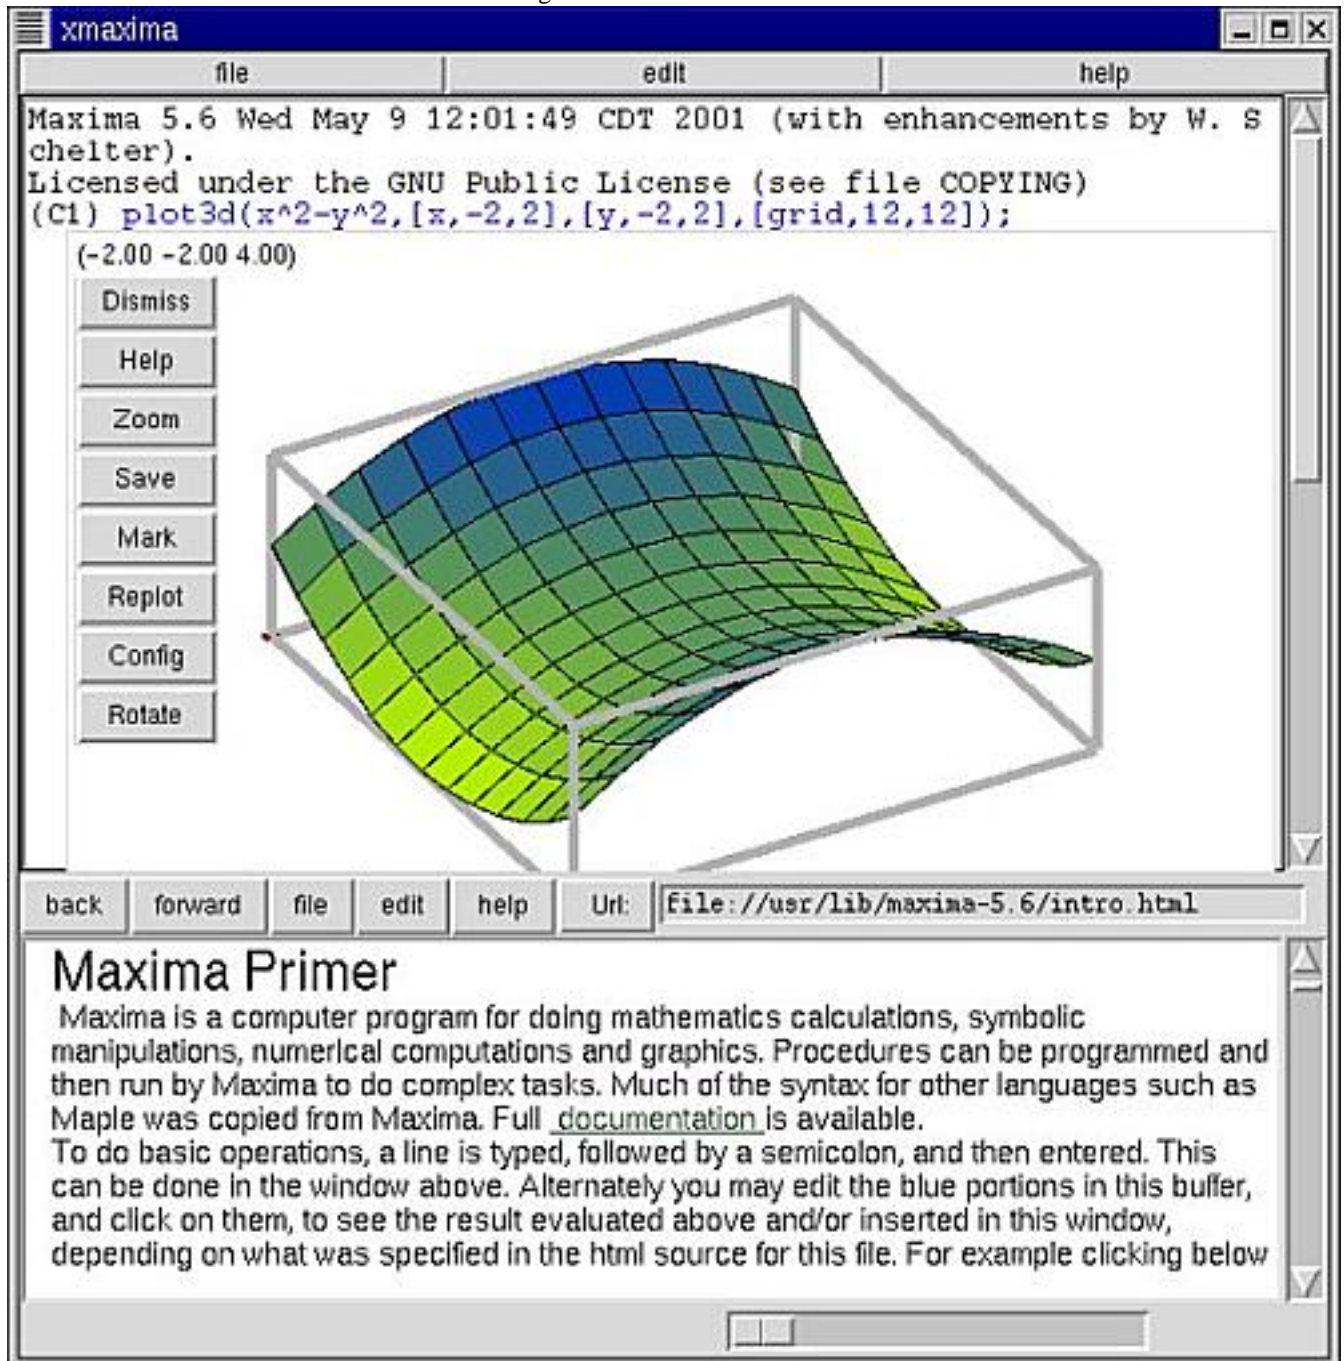 xmaxima
file edit help
Maxima 5.6 Wed May 9 12:01:49 CDT 2001 (with enhancements by W. S
chelter).
Licensed under the GNU Public License (see file COPYING)
(C1) plot3d(x^2-y^2,[x,-2,2],[y,-2,2],[grid,12,12]);
(-2.00 -2.00 4.00)
Dismiss
Help
Zoom
Save
Mark
Replot
Config
Rotate
back forward file edit help Url: file://usr/lib/maxima-5.6/intro.html
Maxima Primer
Maxima is a computer program for doing mathematics calculations, symbolic
manipulations, numerical computations and graphics. Procedures can be programmed and
then run by Maxima to do complex tasks. Much of the syntax for other languages such as
Maple was copied from Maxima. Full documentation is available.
To do basic operations, a line is typed, followed by a semicolon, and then entered. This
can be done in the window above. Alternately you may edit the blue portions in this buffer,
and click on them, to see the result evaluated above and/or inserted in this window,
depending on what was specified in the html source for this file. For example clicking below